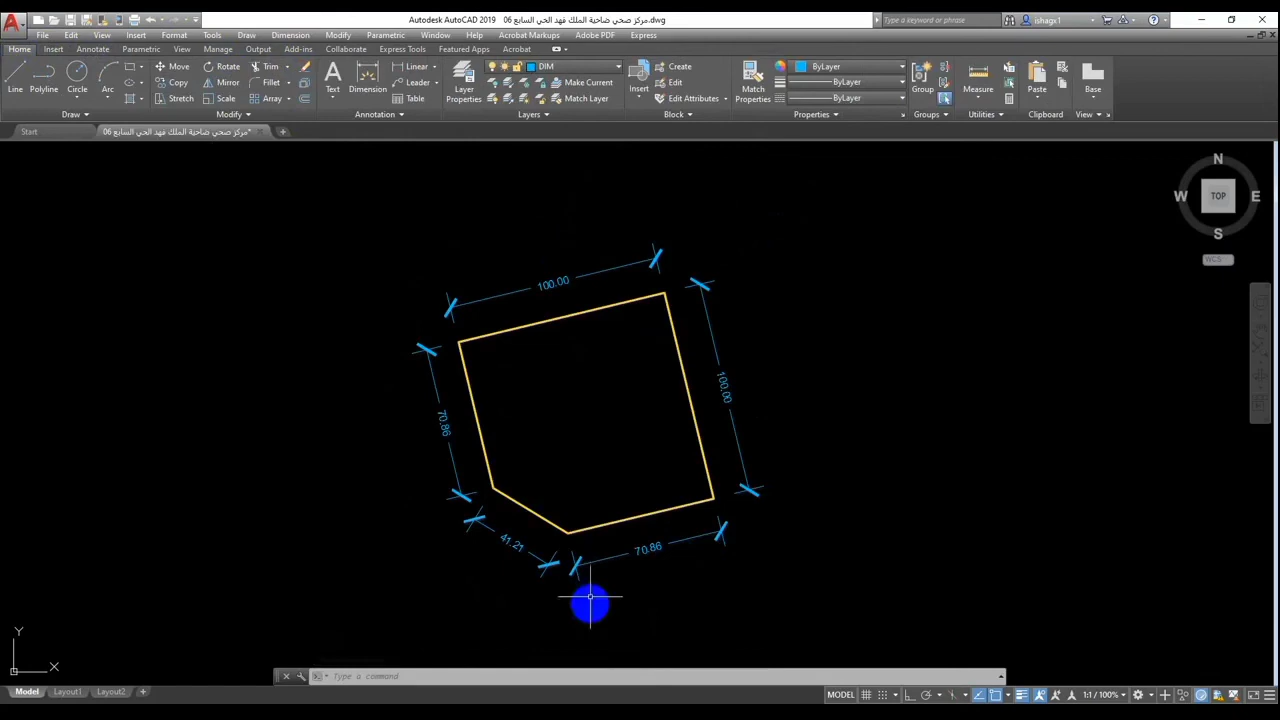 Autodesk AutoCAD 2019 مركز صحي ضاحية الملك فهد الحي السابع 06.dwg
Type a keyword or phrase
ishagx1
File Edit View Insert Format Tools Draw Dimension Modify Parametric Window Help Acrobat Markups Adobe PDF Express
Home Insert Annotate Parametric View Manage Output Add-ins Collaborate Express Tools Featured Apps Acrobat
Line Polyline Circle Arc
Move Rotate Trim
Copy Mirror Fillet
Stretch Scale Array
Text Dimension
Linear
Leader
Table
Layer Properties
DIM
Make Current
Match Layer
Insert
Create
Edit
Edit Attributes
Match Properties
ByLayer
ByLayer
ByLayer
Group Measure Paste Base
Draw Modify Annotation Layers Block Properties Groups Utilities Clipboard View
Start
مركز صحي ضاحية الملك فهد الحي السابع 06*
N
W TOP E
S
WCS
100.00
100.00
70.86
41.21
70.86
Y
X
Type a command
Model Layout1 Layout2
MODEL
1:1 / 100%